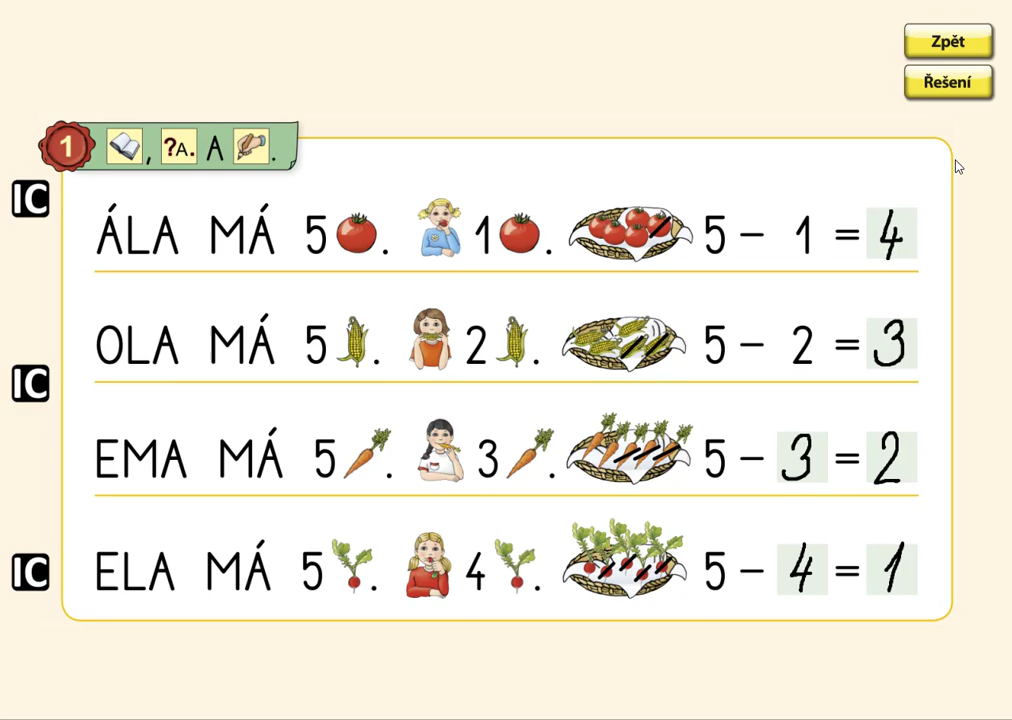 Zpět
Řešení
1 , ?A. A .
IC
ÁLA MÁ 5 . 1 . 5 – 1 = 4
OLA MÁ 5 . 2 . 5 – 2 = 3
IC
EMA MÁ 5 . 3 . 5 – 3 = 2
IC
ELA MÁ 5 . 4 . 5 – 4 = 1